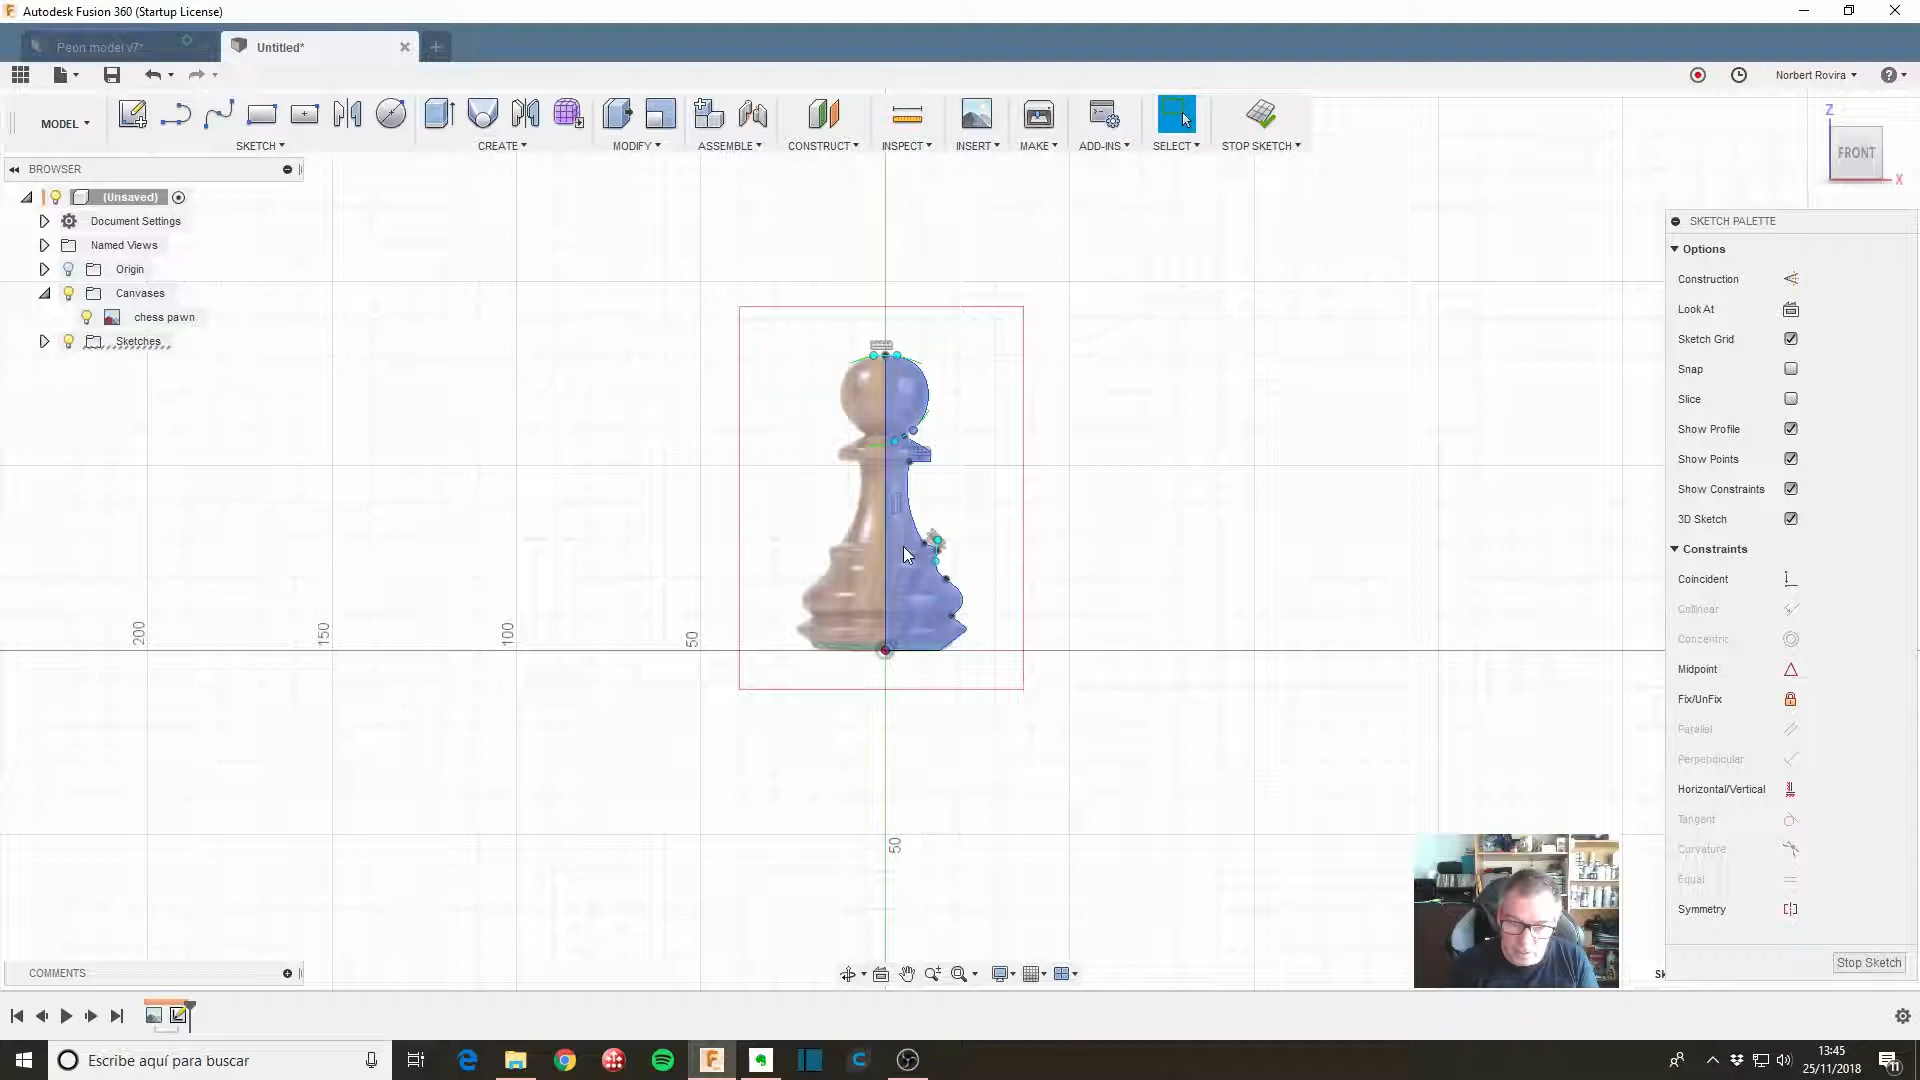 Autodesk Fusion 360 (Startup License)
Peon model v7*
Untitled*
Norbert Rovira
MODEL
SKETCH
CREATE
MODIFY
ASSEMBLE
CONSTRUCT
INSPECT
INSERT
MAKE
ADD-INS
SELECT
STOP SKETCH
Z
FRONT
X
BROWSER
(Unsaved)
Document Settings
Named Views
Origin
Canvases
chess pawn
Sketches
SKETCH PALETTE
Options
Construction
Look At
Sketch Grid
Snap
Slice
Show Profile
Show Points
Show Constraints
3D Sketch
Constraints
Coincident
Collinear
Concentric
Midpoint
Fix/UnFix
Parallel
Perpendicular
Horizontal/Vertical
Tangent
Curvature
Equal
Symmetry
Stop Sketch
200
150
100
50
50
COMMENTS
Escribe aquí para buscar
13:45
25/11/2018
11